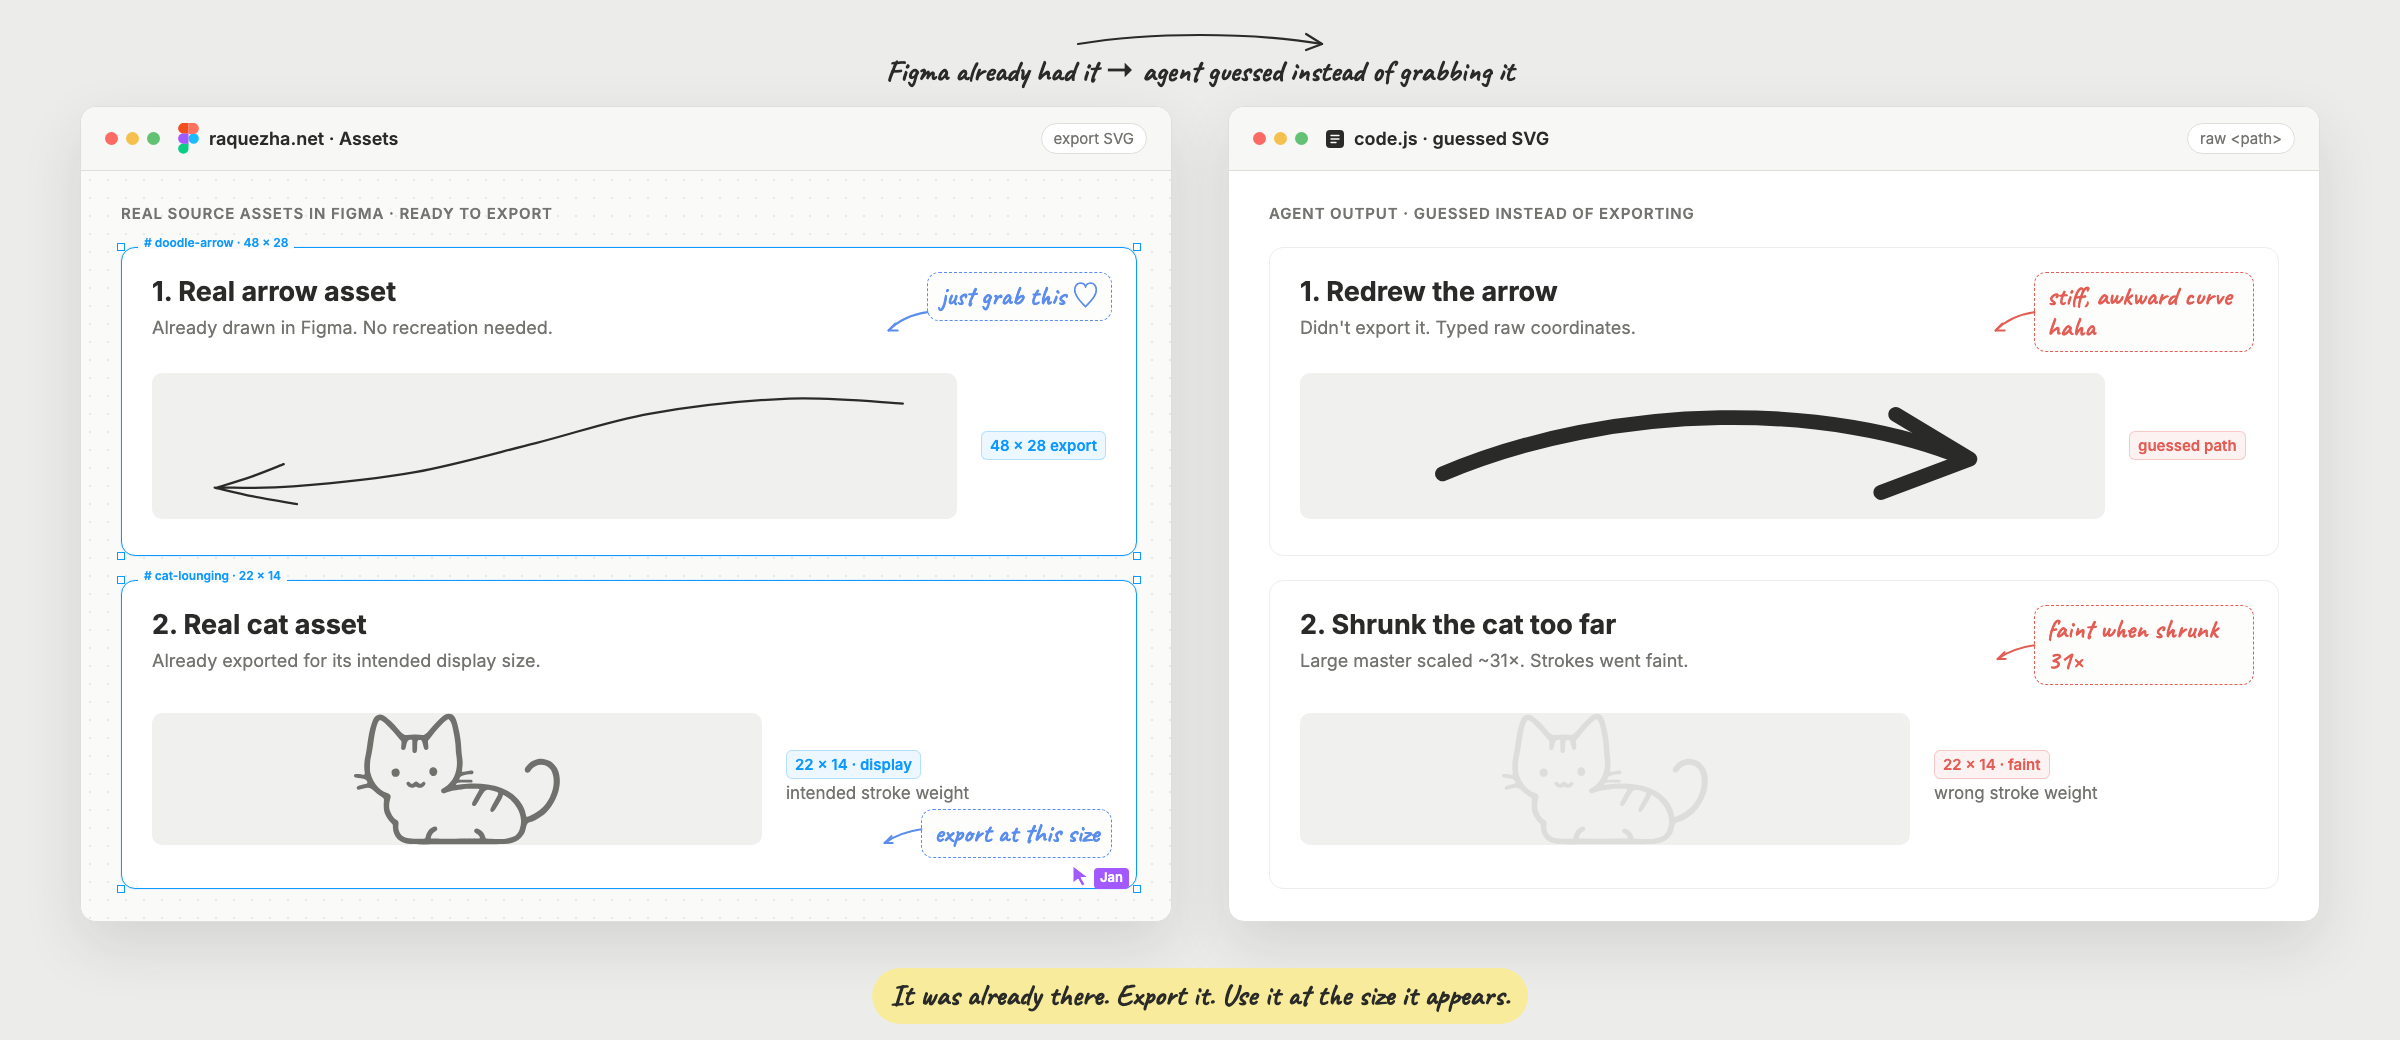 Figma already had it → agent guessed instead of grabbing it
raquezha.net · Assets
export SVG
REAL SOURCE ASSETS IN FIGMA · READY TO EXPORT
# doodle-arrow · 48 × 28
1. Real arrow asset
Already drawn in Figma. No recreation needed.
just grab this ♡
48 × 28 export
# cat-lounging · 22 × 14
2. Real cat asset
Already exported for its intended display size.
22 × 14 · display
intended stroke weight
export at this size
Jan
code.js · guessed SVG
raw <path>
AGENT OUTPUT · GUESSED INSTEAD OF EXPORTING
1. Redrew the arrow
Didn't export it. Typed raw coordinates.
stiff, awkward curve
haha
guessed path
2. Shrunk the cat too far
Large master scaled ~31×. Strokes went faint.
faint when shrunk
31×
22 × 14 · faint
wrong stroke weight
It was already there. Export it. Use it at the size it appears.